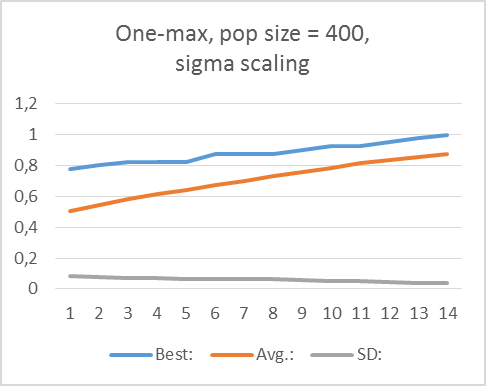 One-max, pop size = 400,
sigma scaling
1,2
1
0,8
0,6
0,4
0,2
0
1 2 3 4 5 6 7 8 9 10 11 12 13 14
Best: Avg.: SD: